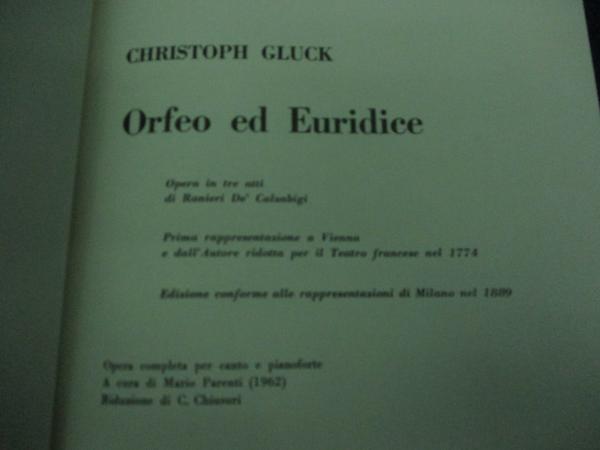 CHRISTOPH GLUCK
Orfeo ed Euridice
Opera in tre atti
di Ranieri De' Calzabigi
Prima rappresentazione a Vienna
e dall'Autore ridotta per il Teatro francese nel 1774
Edizione conforme alle rappresentazioni di Milano nel 1889
Opera completa per canto e pianoforte
A cura di Mario Parenti (1962)
Riduzione di C. Chiusuri